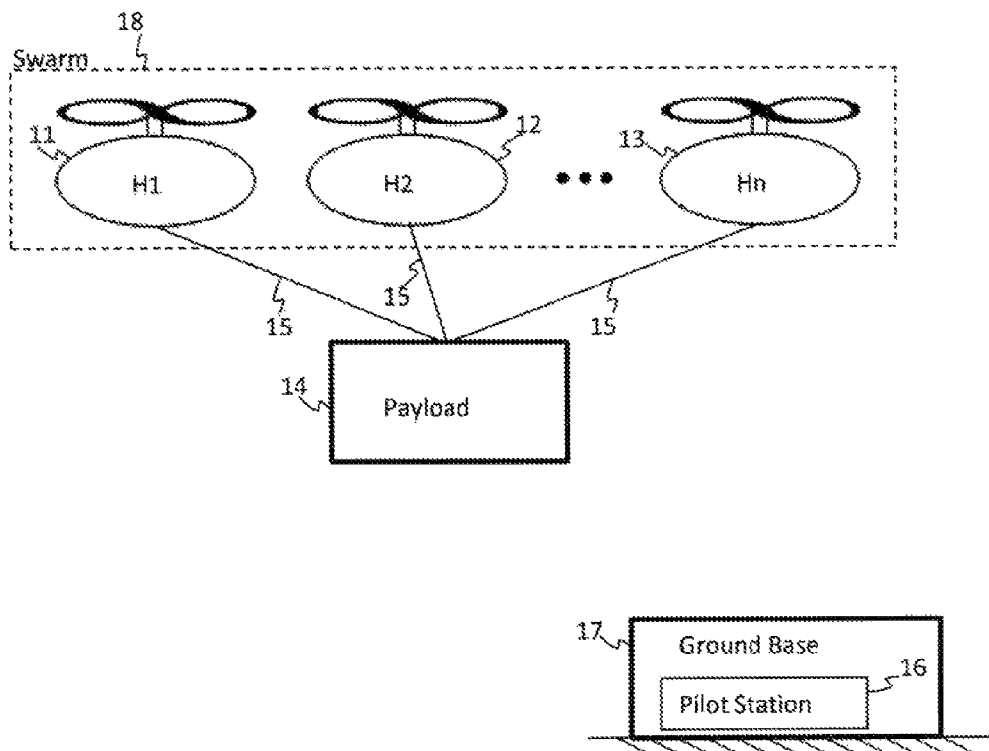 18
Swarm
11
H1
H2
12
13
Hn
15
15
15
14
Payload
17
Ground Base
16
Pilot Station